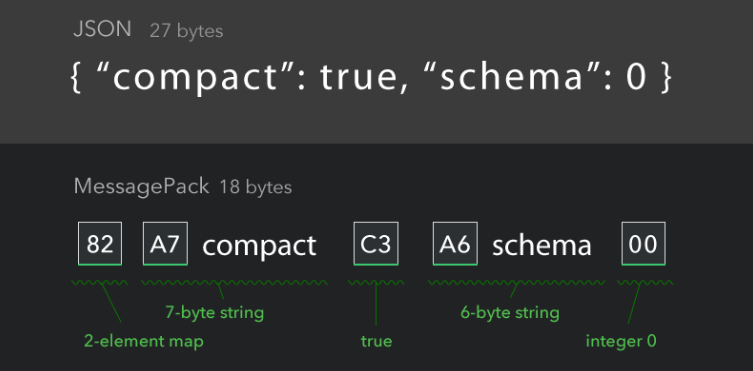 JSON 27 bytes
{ “compact”: true, “schema”: 0 }
MessagePack 18 bytes
82 A7 compact C3 A6 schema 00
7-byte string 6-byte string
2-element map true integer 0